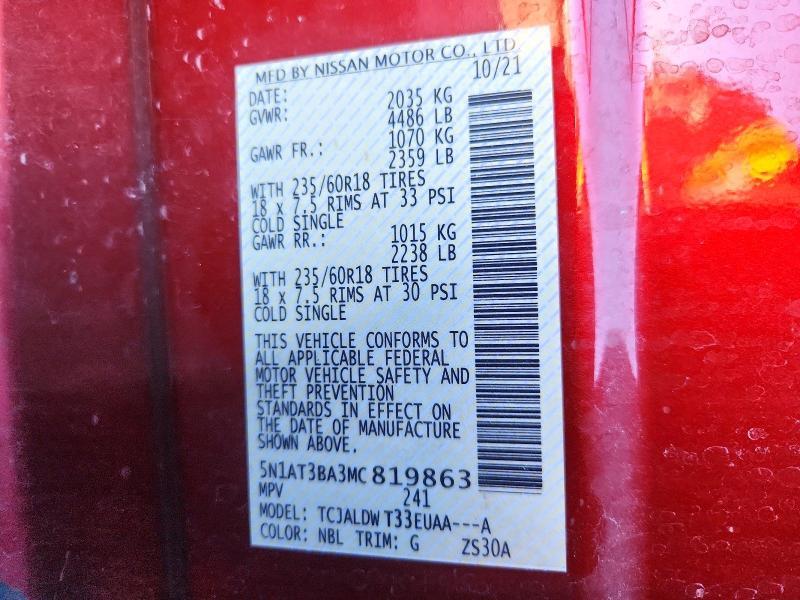 MFD BY NISSAN MOTOR CO., LTD.
DATE: 10/21
GVWR: 2035 KG
4486 LB
GAWR FR.: 1070 KG
2359 LB
WITH 235/60R18 TIRES
18 x 7.5 RIMS AT 33 PSI
COLD SINGLE
GAWR RR.: 1015 KG
2238 LB
WITH 235/60R18 TIRES
18 x 7.5 RIMS AT 30 PSI
COLD SINGLE
THIS VEHICLE CONFORMS TO
ALL APPLICABLE FEDERAL
MOTOR VEHICLE SAFETY AND
THEFT PREVENTION
STANDARDS IN EFFECT ON
THE DATE OF MANUFACTURE
SHOWN ABOVE.
5N1AT3BA3MC819863
MPV 241
MODEL: TCJALDWT33EUAA---A
COLOR: NBL TRIM: G ZS30A